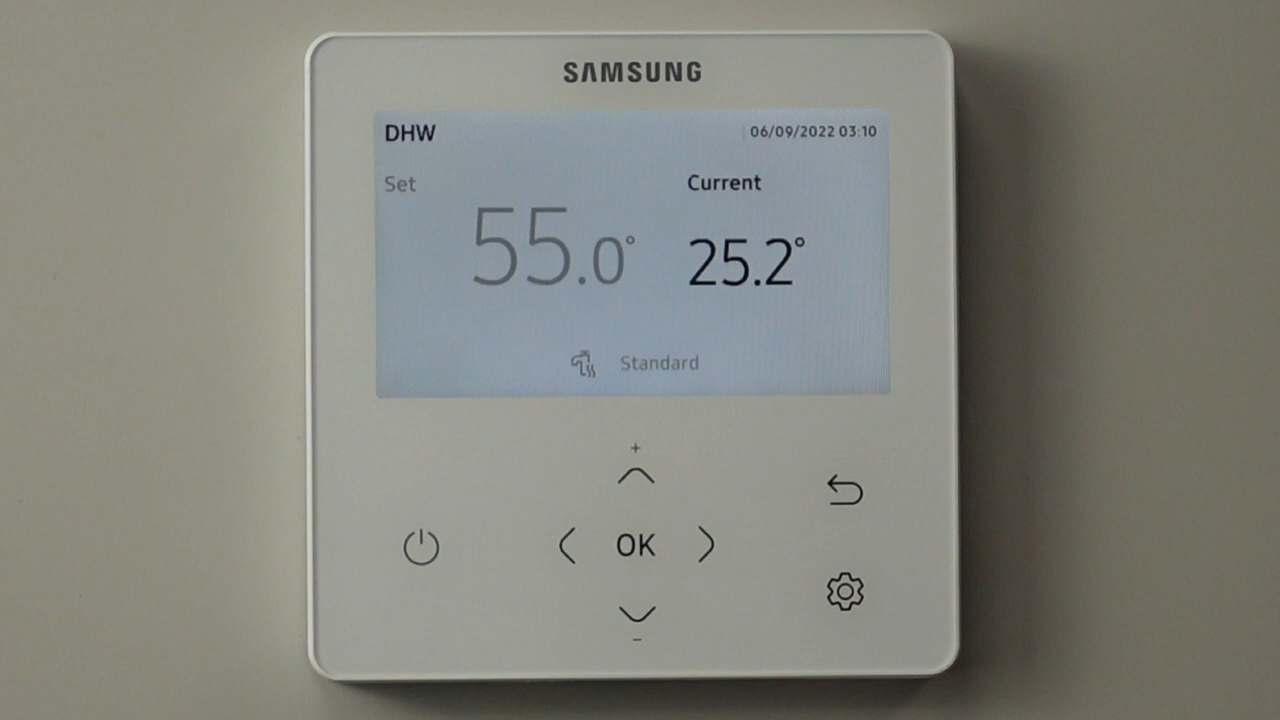 SAMSUNG
DHW
06/09/2022 03:10
Set
Current
55.0°
25.2°
Standard
+
OK
−